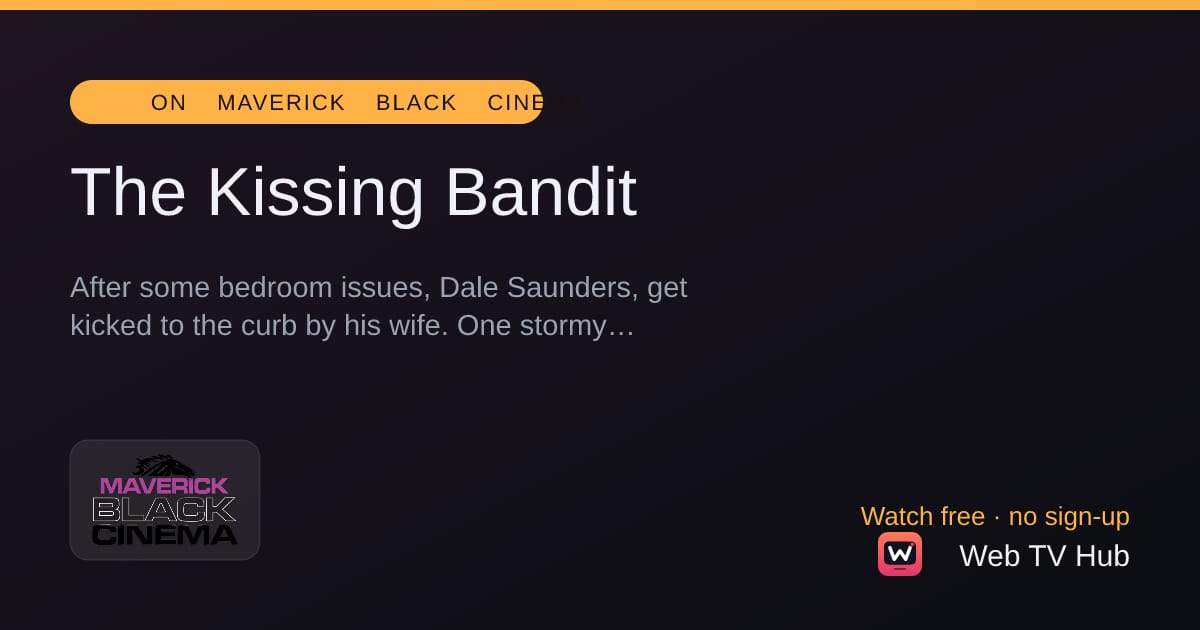 ON MAVERICK BLACK CINEMA
The Kissing Bandit
After some bedroom issues, Dale Saunders, get
kicked to the curb by his wife. One stormy…
MAVERICK
BLACK
CINEMA
Watch free · no sign-up
W
Web TV Hub